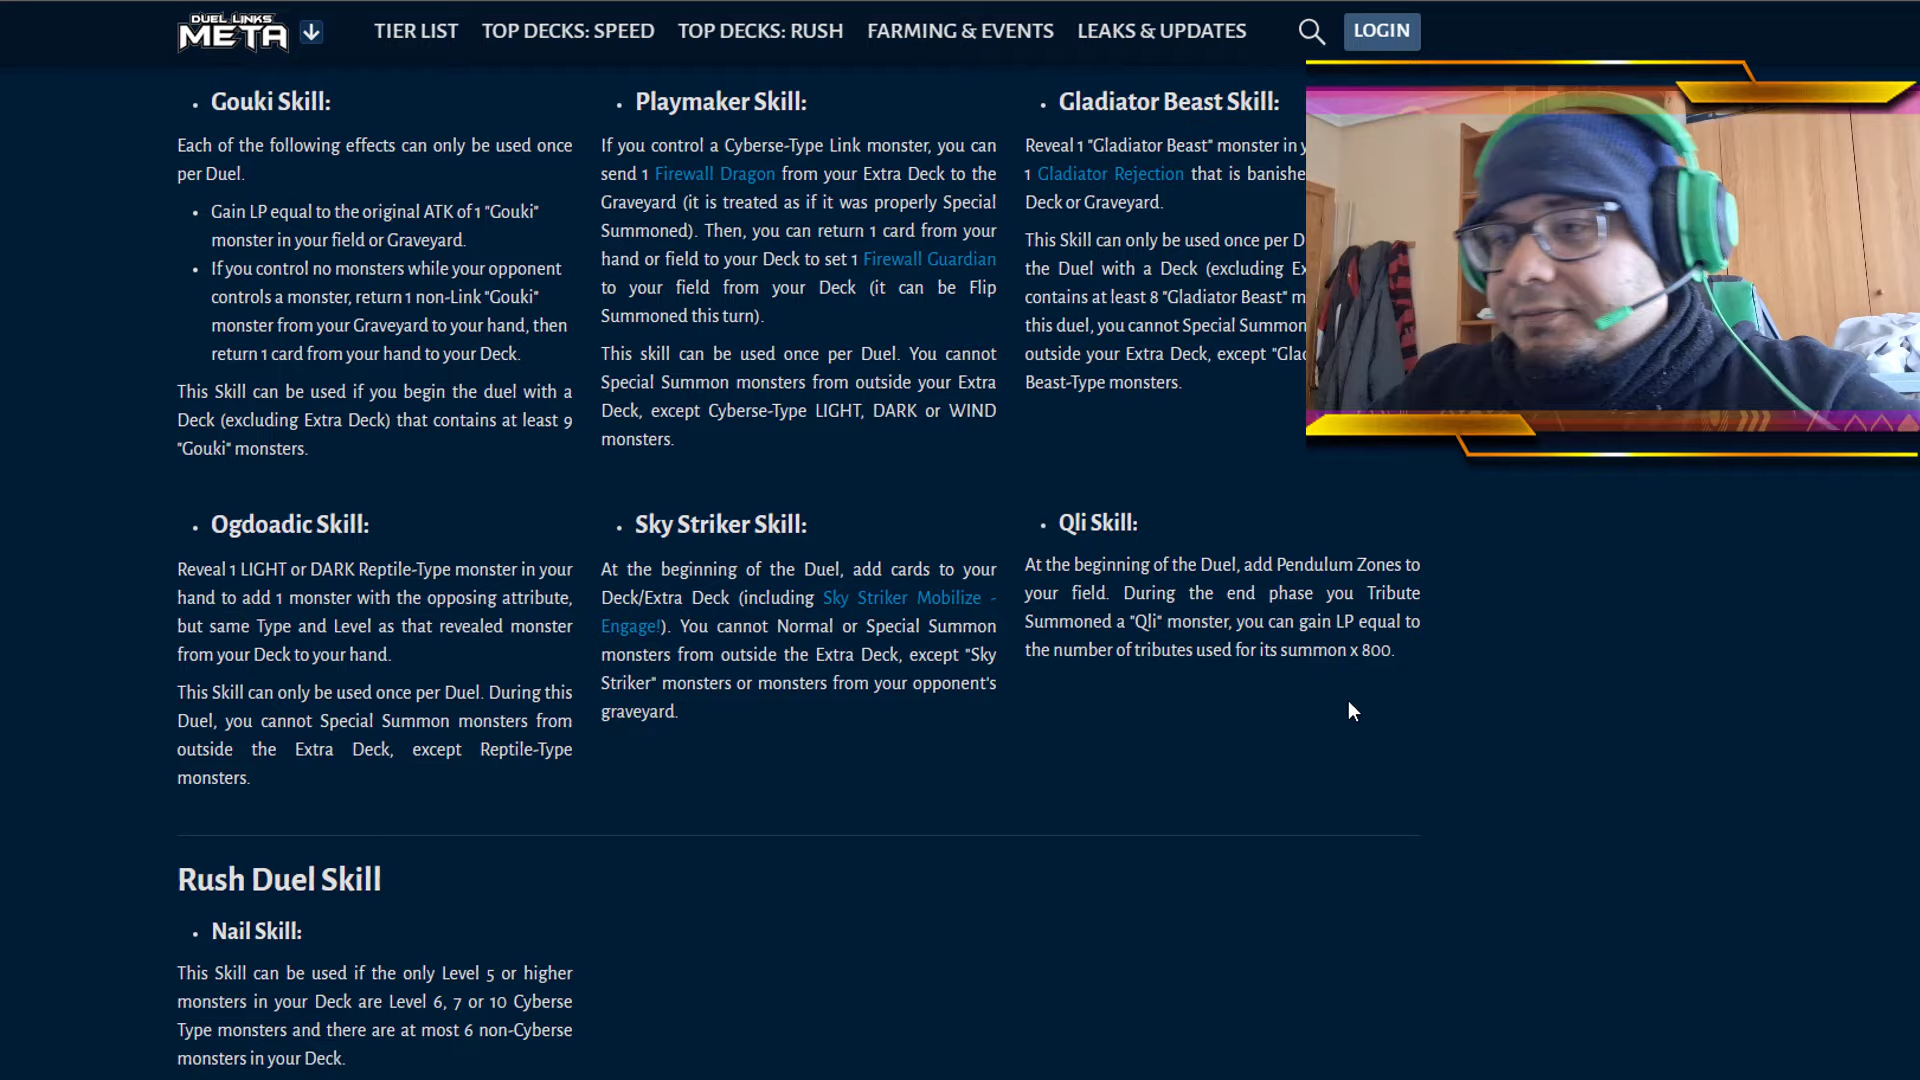 DUEL LINKS
META
TIER LIST
TOP DECKS: SPEED
TOP DECKS: RUSH
FARMING & EVENTS
LEAKS & UPDATES
LOGIN
• Gouki Skill:
Each of the following effects can only be used once
per Duel.
• Gain LP equal to the original ATK of 1 "Gouki"
monster in your field or Graveyard.
• If you control no monsters while your opponent
controls a monster, return 1 non-Link "Gouki"
monster from your Graveyard to your hand, then
return 1 card from your hand to your Deck.
This Skill can be used if you begin the duel with a
Deck (excluding Extra Deck) that contains at least 9
"Gouki" monsters.
• Playmaker Skill:
If you control a Cyberse-Type Link monster, you can
send 1 Firewall Dragon from your Extra Deck to the
Graveyard (it is treated as if it was properly Special
Summoned). Then, you can return 1 card from your
hand or field to your Deck to set 1 Firewall Guardian
to your field from your Deck (it can be Flip
Summoned this turn).
This skill can be used once per Duel. You cannot
Special Summon monsters from outside your Extra
Deck, except Cyberse-Type LIGHT, DARK or WIND
monsters.
• Gladiator Beast Skill:
Reveal 1 "Gladiator Beast" monster in
1 Gladiator Rejection that is banishe
Deck or Graveyard.
This Skill can only be used once per D
the Duel with a Deck (excluding Ex
contains at least 8 "Gladiator Beast" m
this duel, you cannot Special Summon
outside your Extra Deck, except "Glad
Beast-Type monsters.
• Ogdoadic Skill:
Reveal 1 LIGHT or DARK Reptile-Type monster in your
hand to add 1 monster with the opposing attribute,
but same Type and Level as that revealed monster
from your Deck to your hand.
This Skill can only be used once per Duel. During this
Duel, you cannot Special Summon monsters from
outside the Extra Deck, except Reptile-Type
monsters.
• Sky Striker Skill:
At the beginning of the Duel, add cards to your
Deck/Extra Deck (including Sky Striker Mobilize -
Engage!). You cannot Normal or Special Summon
monsters from outside the Extra Deck, except "Sky
Striker" monsters or monsters from your opponent's
graveyard.
• Qli Skill:
At the beginning of the Duel, add Pendulum Zones to
your field. During the end phase you Tribute
Summoned a "Qli" monster, you can gain LP equal to
the number of tributes used for its summon x 800.
Rush Duel Skill
• Nail Skill:
This Skill can be used if the only Level 5 or higher
monsters in your Deck are Level 6, 7 or 10 Cyberse
Type monsters and there are at most 6 non-Cyberse
monsters in your Deck.